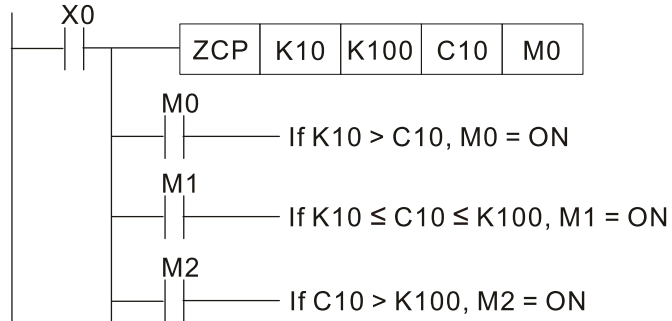 X0
ZCP K10 K100 C10 M0
M0
If K10 > C10, M0 = ON
M1
If K10 ≤ C10 ≤ K100, M1 = ON
M2
If C10 > K100, M2 = ON